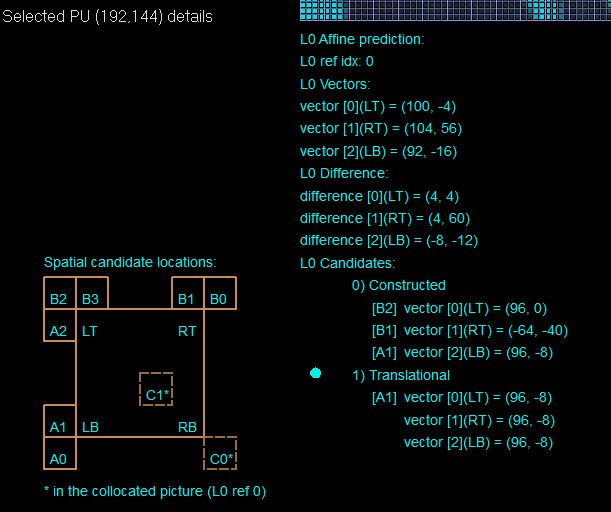 Selected PU (192,144) details
L0 Affine prediction:
L0 ref idx: 0
L0 Vectors:
vector [0](LT) = (100, -4)
vector [1](RT) = (104, 56)
vector [2](LB) = (92, -16)
L0 Difference:
difference [0](LT) = (4, 4)
difference [1](RT) = (4, 60)
difference [2](LB) = (-8, -12)
L0 Candidates:
0) Constructed
[B2] vector [0](LT) = (96, 0)
[B1] vector [1](RT) = (-64, -40)
[A1] vector [2](LB) = (96, -8)
1) Translational
[A1] vector [0](LT) = (96, -8)
vector [1](RT) = (96, -8)
vector [2](LB) = (96, -8)
Spatial candidate locations:
B2 B3 B1 B0
A2 LT RT
C1*
A1 LB RB
A0 C0*
* in the collocated picture (L0 ref 0)